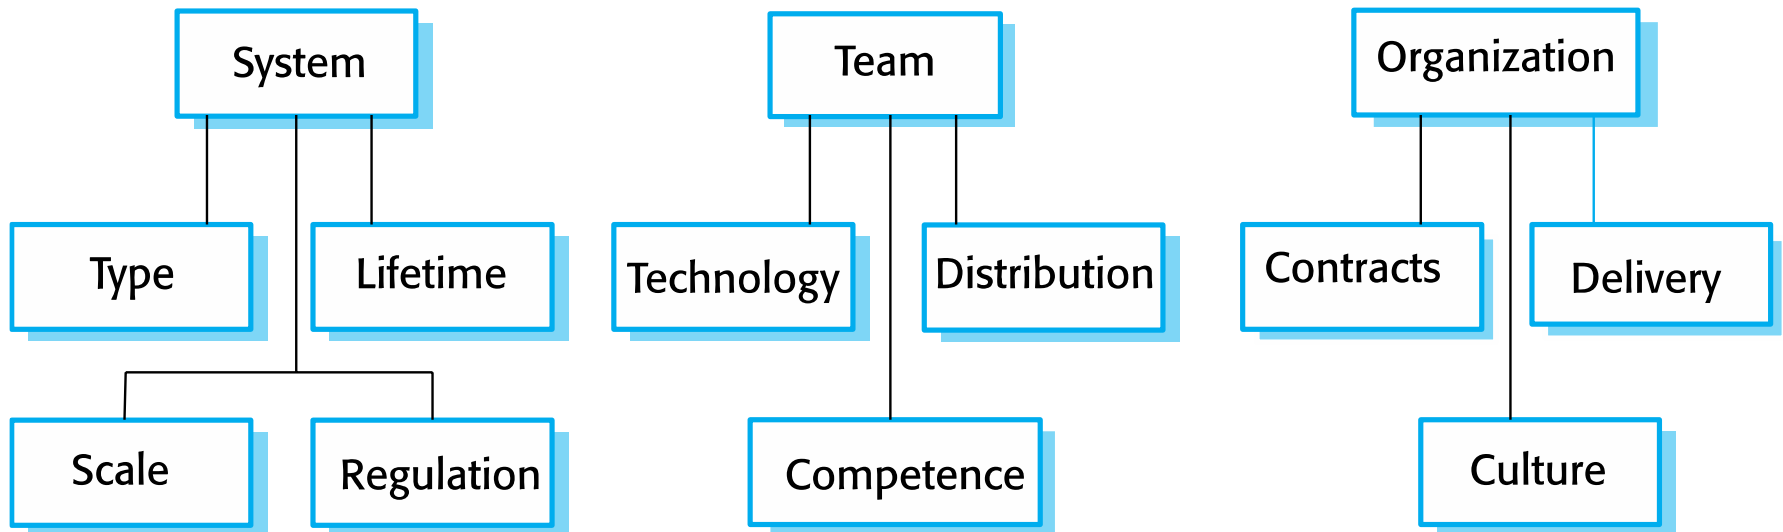 System
Team
Organization
Type
Lifetime
Technology
Distribution
Contracts
Delivery
Scale
Regulation
Competence
Culture